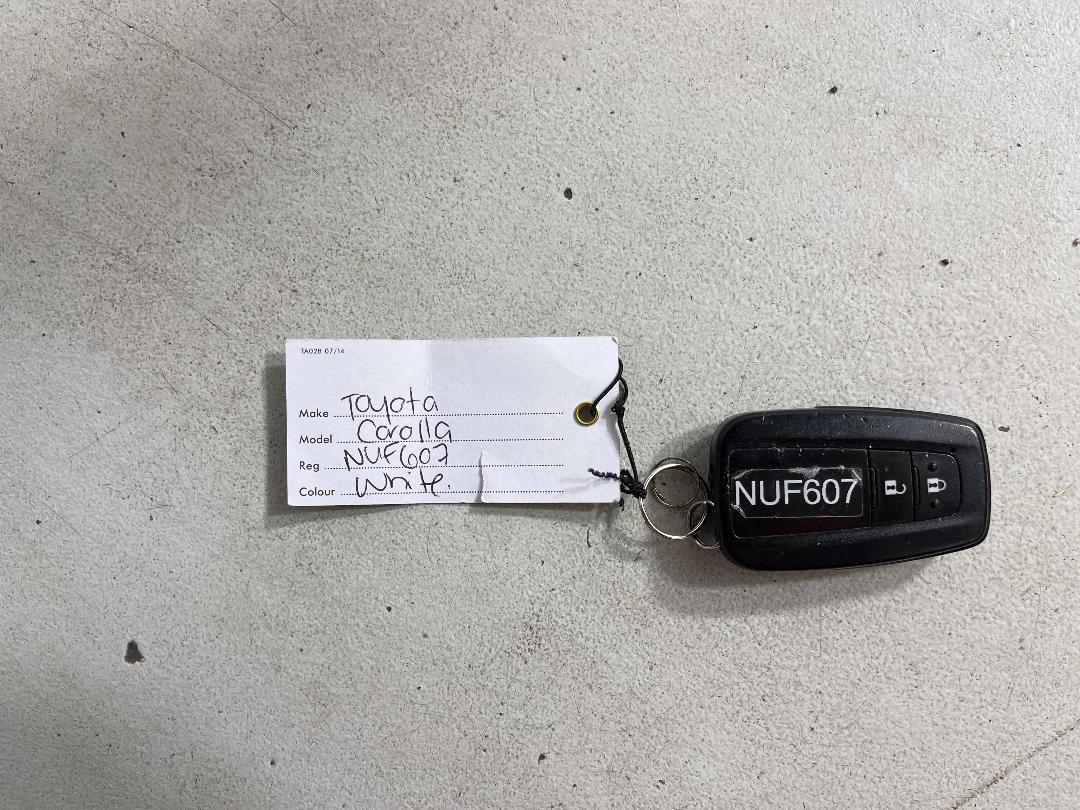 TA028 07/14
Make Toyota
Model Corolla
Reg NUF607
Colour White.
NUF607